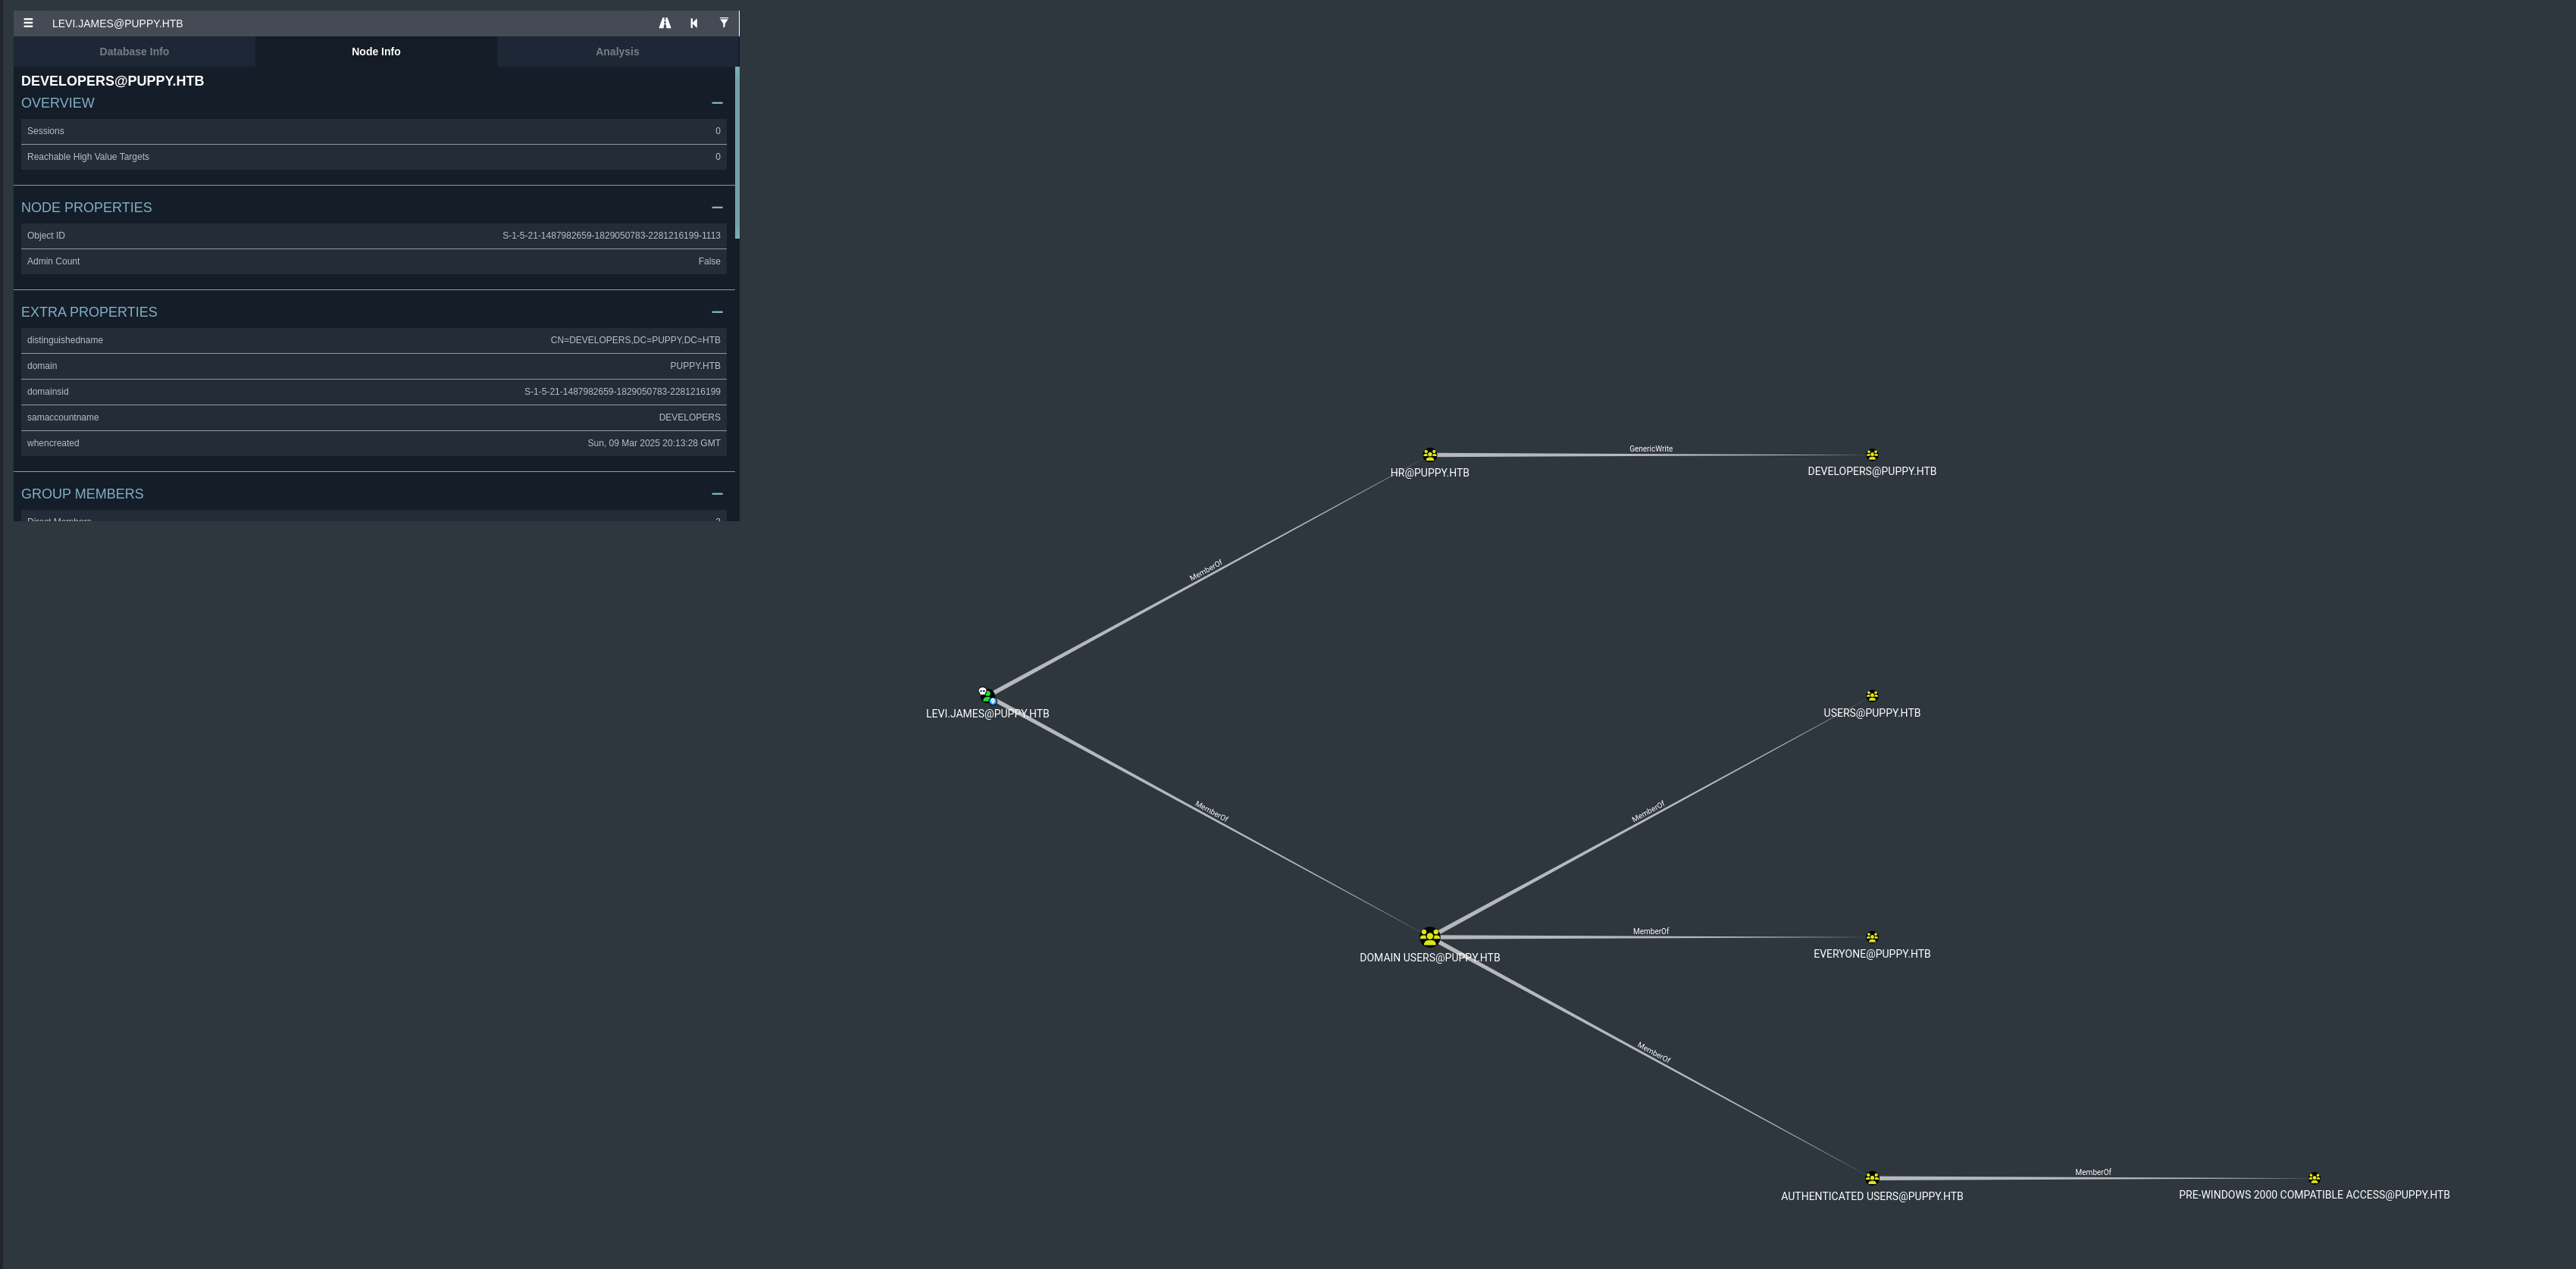 LEVI.JAMES@PUPPY.HTB
Database Info Node Info Analysis
DEVELOPERS@PUPPY.HTB
OVERVIEW
Sessions 0
Reachable High Value Targets 0
NODE PROPERTIES
Object ID S-1-5-21-1487982659-1829050783-2281216199-1113
Admin Count False
EXTRA PROPERTIES
distinguishedname CN=DEVELOPERS,DC=PUPPY,DC=HTB
domain PUPPY.HTB
domainsid S-1-5-21-1487982659-1829050783-2281216199
samaccountname DEVELOPERS
whencreated Sun, 09 Mar 2025 20:13:28 GMT
GROUP MEMBERS
Direct Members
GenericWrite
HR@PUPPY.HTB
DEVELOPERS@PUPPY.HTB
MemberOf
LEVI.JAMES@PUPPY.HTB
USERS@PUPPY.HTB
MemberOf
MemberOf
MemberOf
DOMAIN USERS@PUPPY.HTB
EVERYONE@PUPPY.HTB
MemberOf
MemberOf
AUTHENTICATED USERS@PUPPY.HTB
PRE-WINDOWS 2000 COMPATIBLE ACCESS@PUPPY.HTB